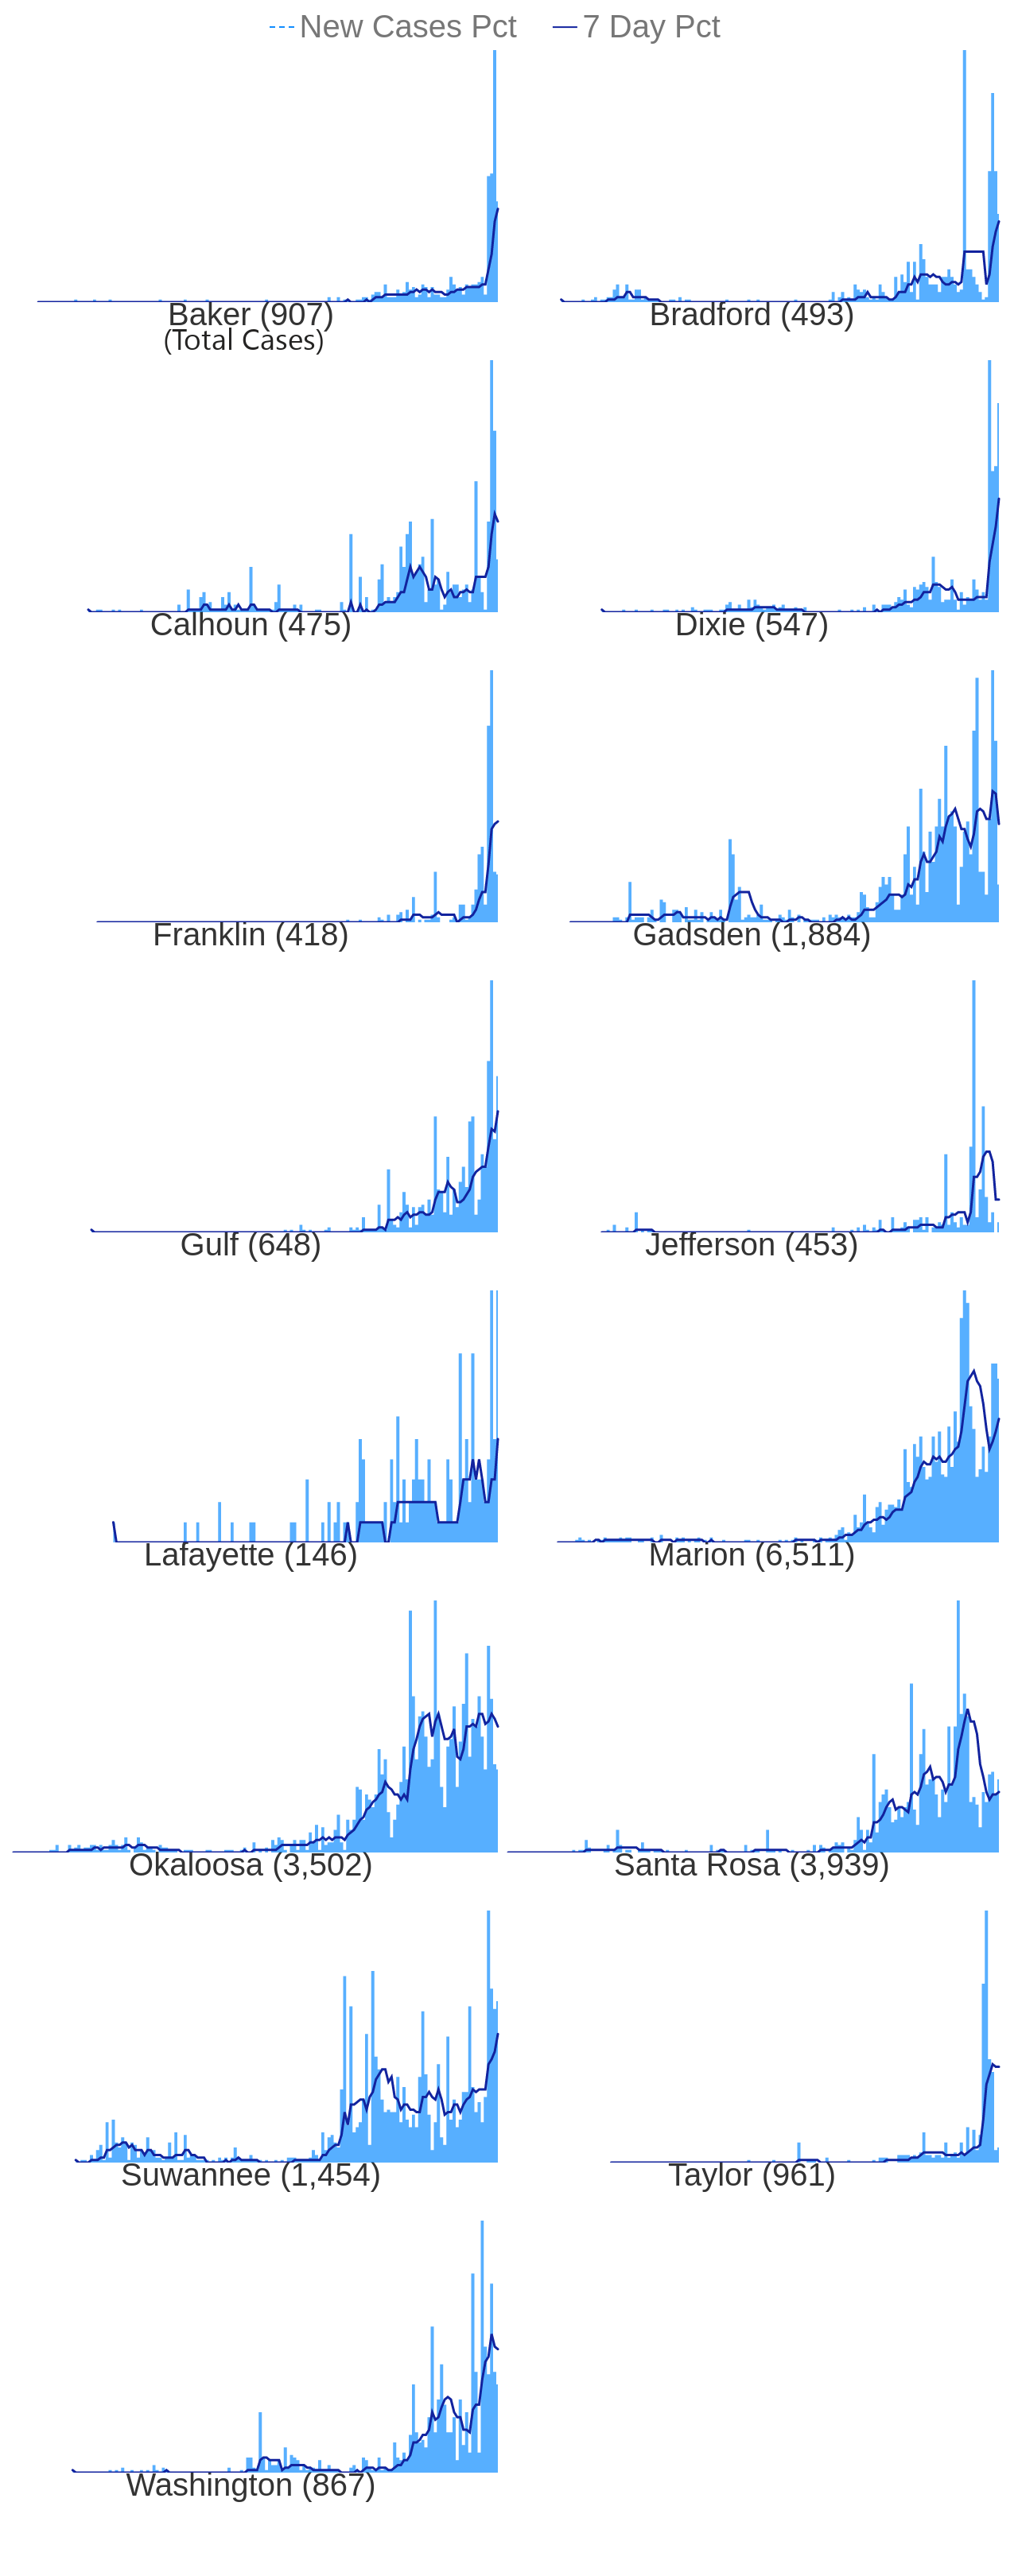 New Cases Pct 7 Day Pct
Baker (907) Bradford (493)
(Total Cases)
Calhoun (475) Dixie (547)
Franklin (418) Gadsden (1,884)
Gulf (648) Jefferson (453)
Lafayette (146) Marion (6,511)
Okaloosa (3,502) Santa Rosa (3,939)
Suwannee (1,454) Taylor (961)
Washington (867)